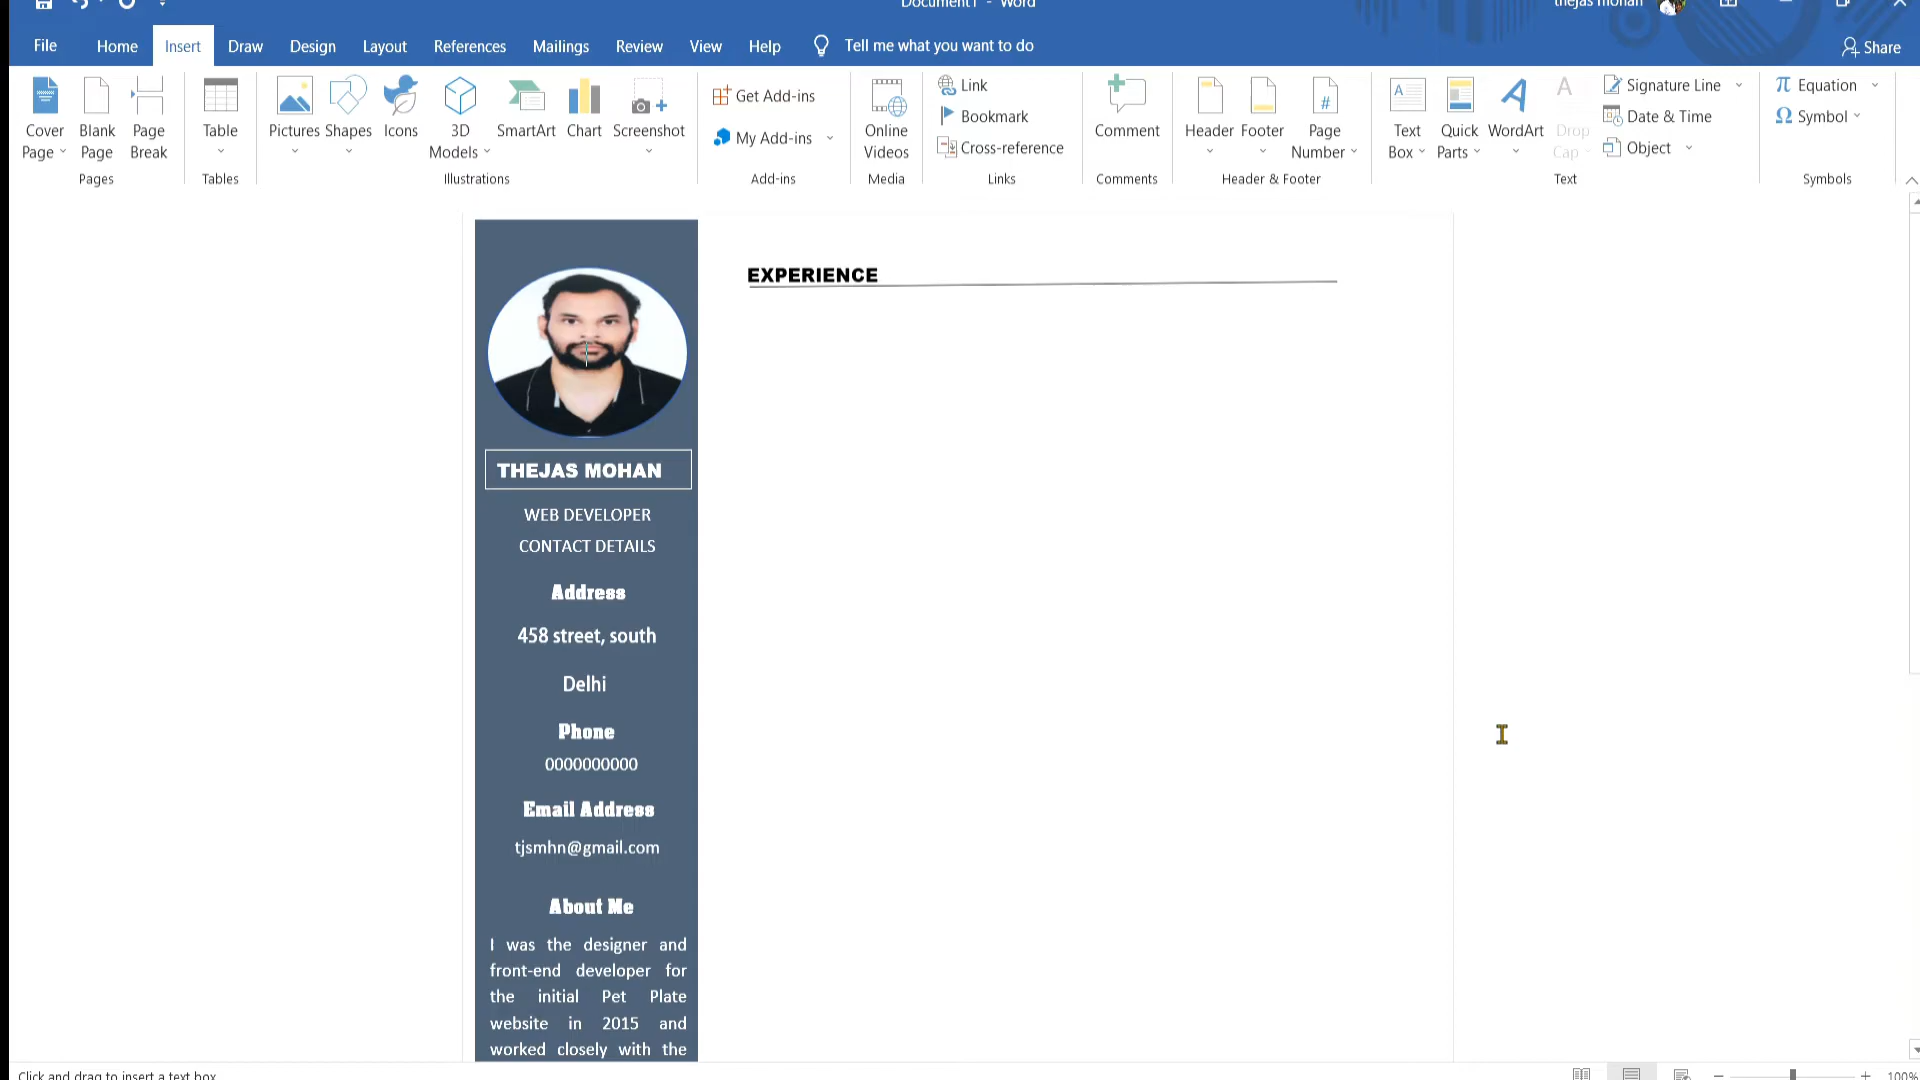 Document1 - Word
thejas mohan
File Home Insert Draw Design Layout References Mailings Review View Help Tell me what you want to do Share
Cover Page
Blank Page
Page Break
Pages
Table
Tables
Pictures
Shapes
Icons
3D Models
SmartArt
Chart
Screenshot
Illustrations
Get Add-ins
My Add-ins
Add-ins
Online Videos
Media
Link
Bookmark
Cross-reference
Links
Comment
Comments
Header
Footer
Page Number
Header & Footer
Text Box
Quick Parts
WordArt
Drop Cap
Signature Line
Date & Time
Object
Text
Equation
Symbol
Symbols
THEJAS MOHAN
WEB DEVELOPER
CONTACT DETAILS
Address
458 street, south
Delhi
Phone
0000000000
Email Address
tjsmhn@gmail.com
About Me
I was the designer and
front-end developer for
the initial Pet Plate
website in 2015 and
worked closely with the
EXPERIENCE
Click and drag to insert a text box
100%